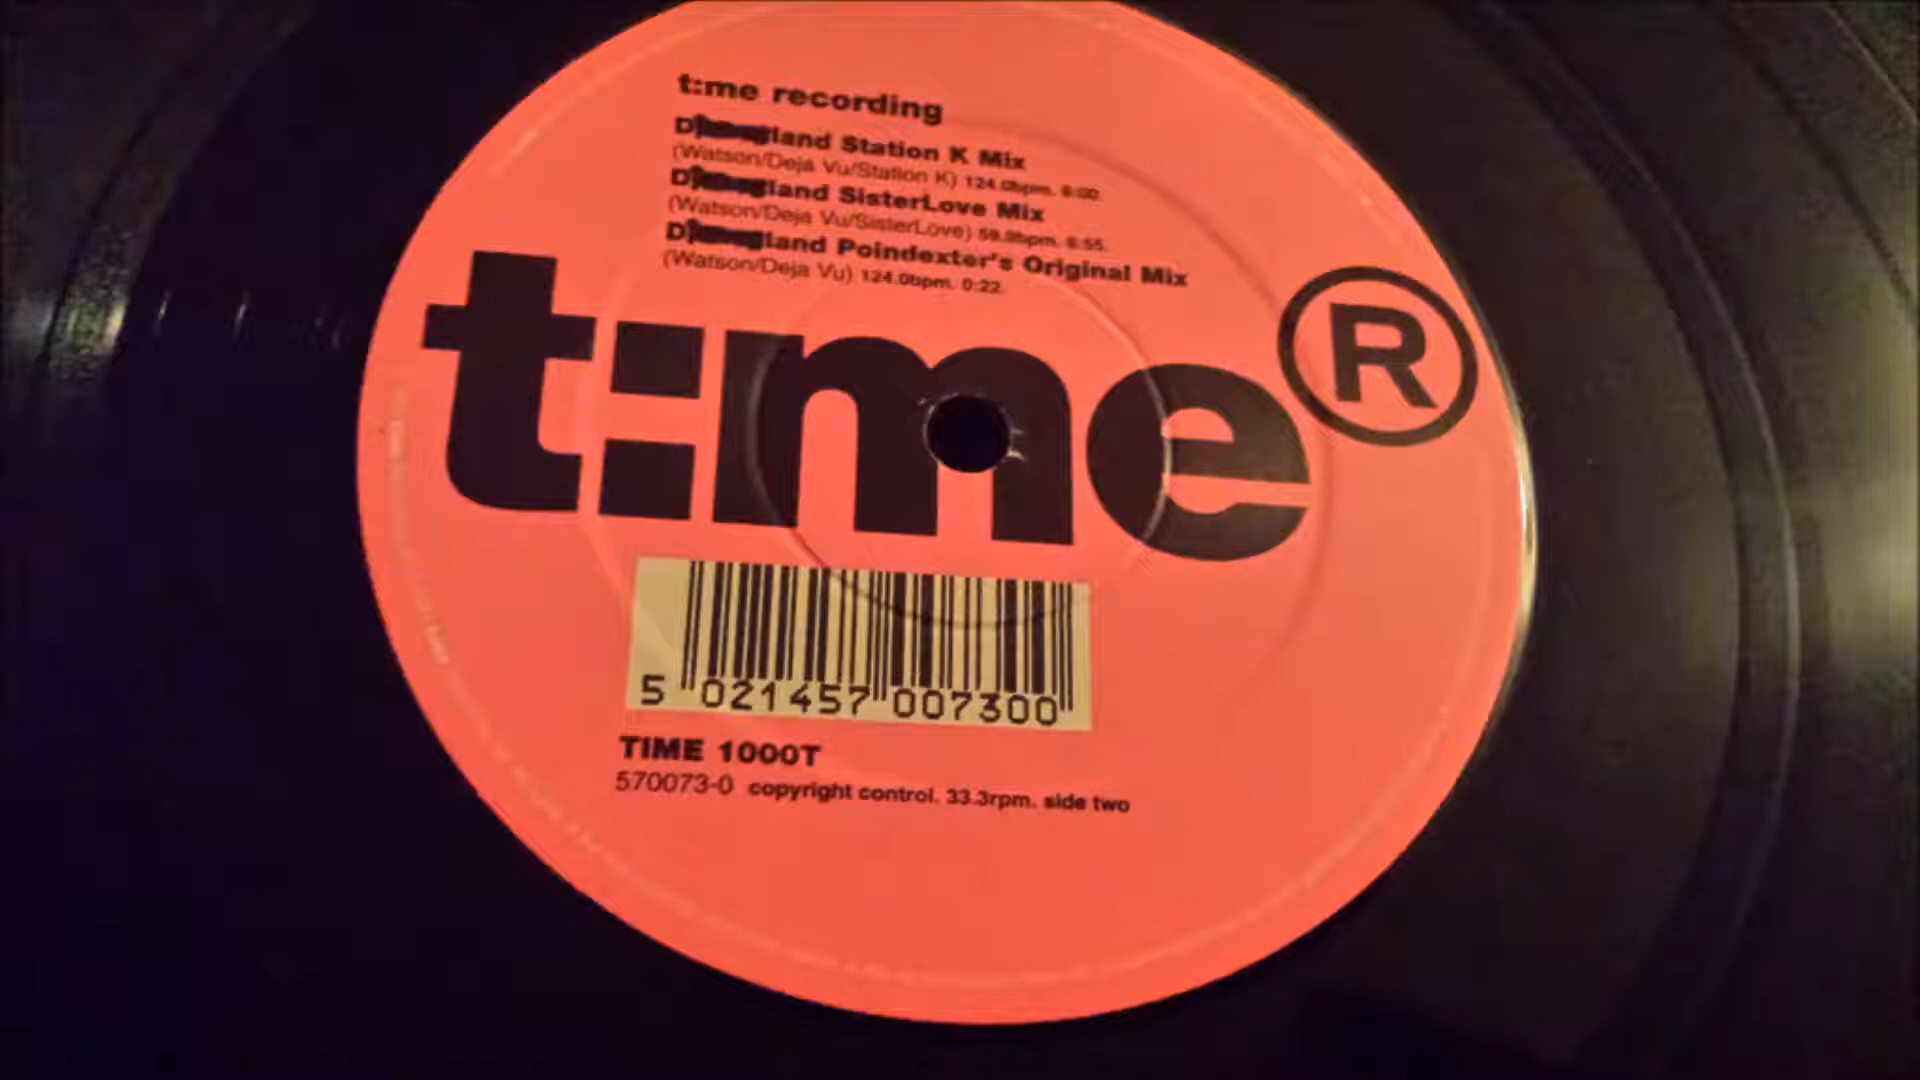 t:me recording
land Station K Mix
(Watson/Deja Vu/Station K) 124.0bpm. 6:00.
land SisterLove Mix
(Watson/Deja Vu/SisterLove) 59.9bpm. 6:55.
land Poindexter's Original Mix
(Watson/Deja Vu) 124.0bpm. 0:22.
t:me®
5 021457 007300
TIME 1000T
570073-0 copyright control. 33.3rpm. side two